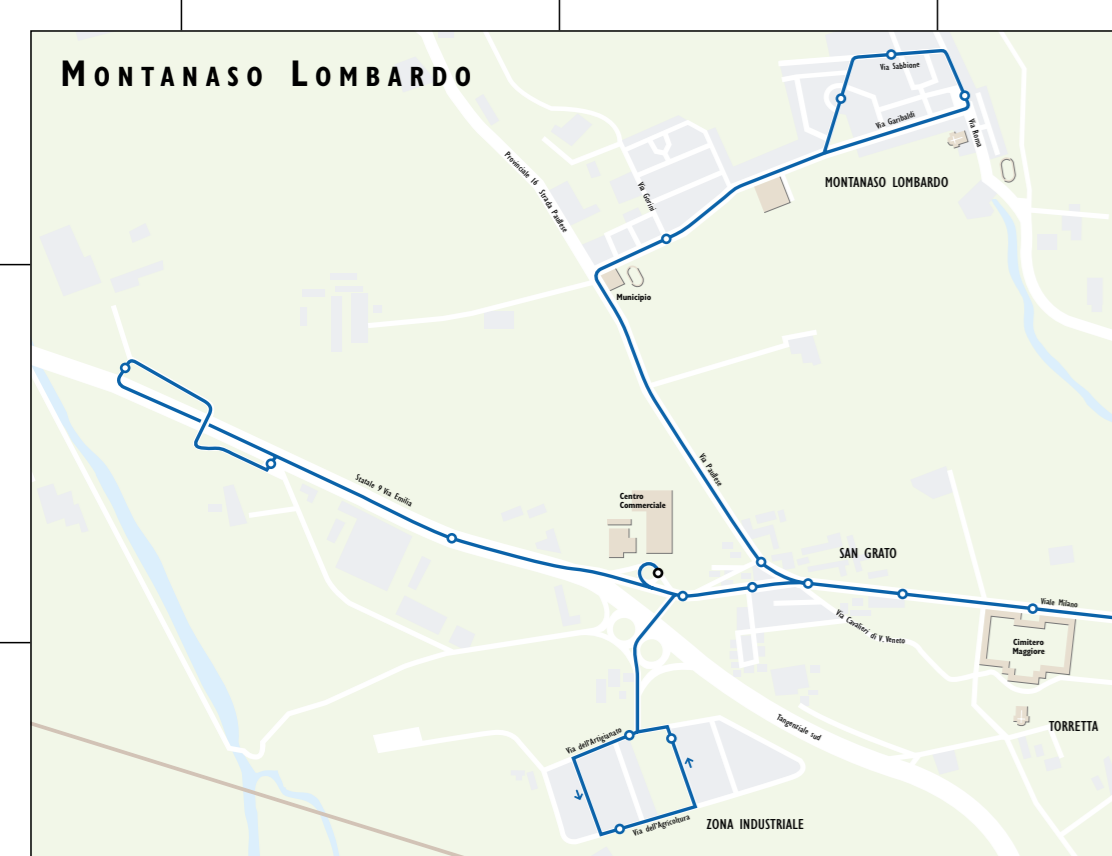 MONTANASO LOMBARDO
Via Sabbione
Via Garibaldi
Via Roma
Provinciale 16 Strada Paullese
Via Gorini
MONTANASO LOMBARDO
Municipio
Via Paullese
Statale 9 Via Emilia
Centro
Commerciale
SAN GRATO
Viale Milano
Via Cavalieri di V. Veneto
Cimitero
Maggiore
Tangenziale sud
TORRETTA
Via dell'Artigianato
Via dell'Agricoltura
ZONA INDUSTRIALE